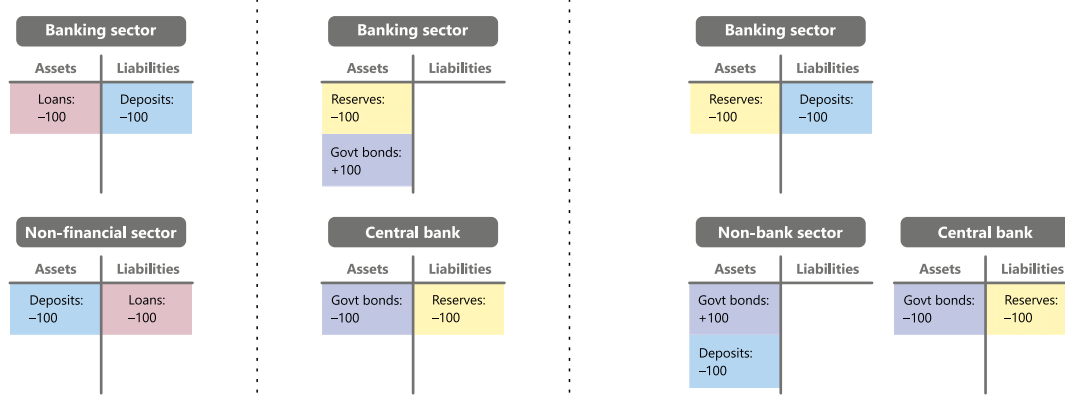 Banking sector
Assets Liabilities
Loans:
–100
Deposits:
–100
Non-financial sector
Assets Liabilities
Deposits:
–100
Loans:
–100
Banking sector
Assets Liabilities
Reserves:
–100
Govt bonds:
+100
Central bank
Assets Liabilities
Govt bonds:
–100
Reserves:
–100
Banking sector
Assets Liabilities
Reserves:
–100
Deposits:
–100
Non-bank sector
Assets Liabilities
Govt bonds:
+100
Deposits:
–100
Central bank
Assets Liabilities
Govt bonds:
–100
Reserves:
–100